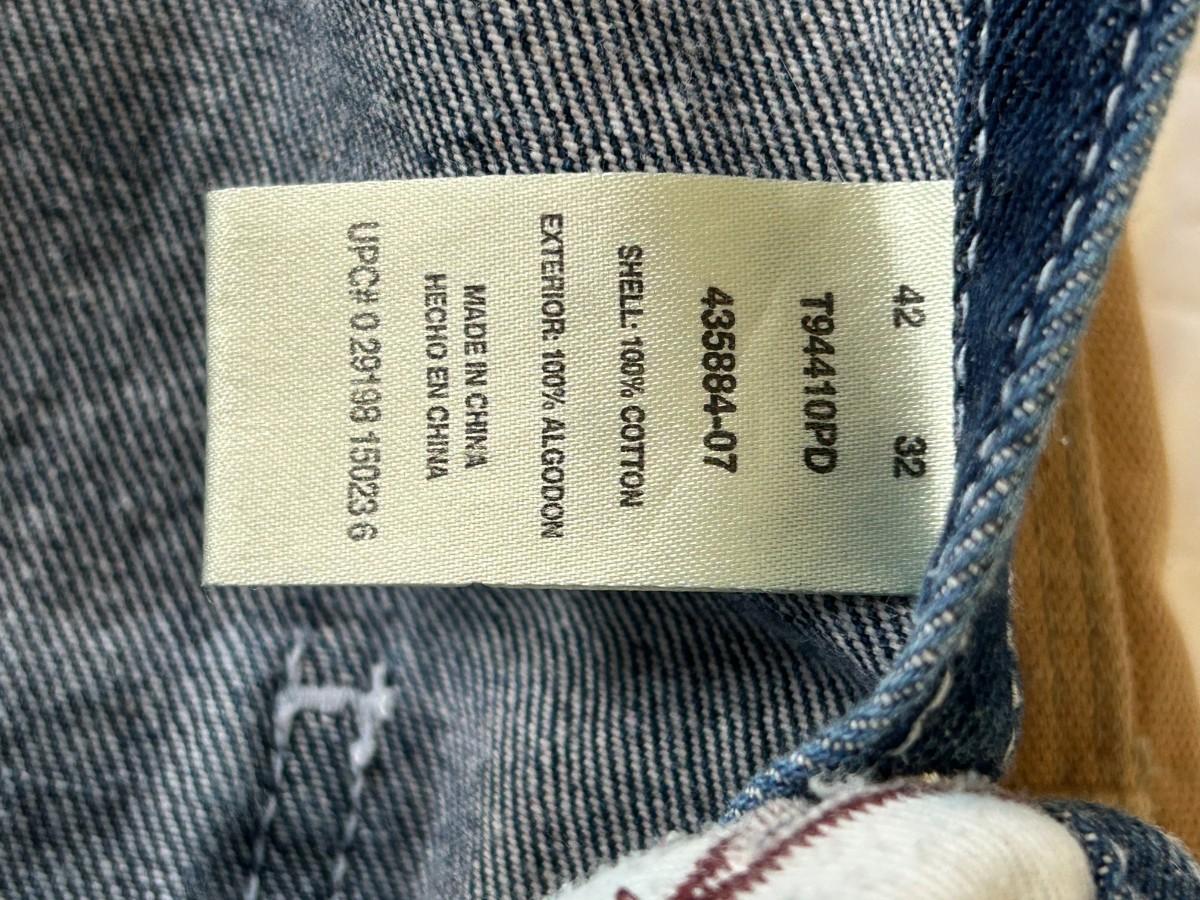 42 32
T94410PD
435884-07
SHELL: 100% COTTON
EXTERIOR: 100% ALGODON
MADE IN CHINA
HECHO EN CHINA
UPC# 0 29198 15023 6